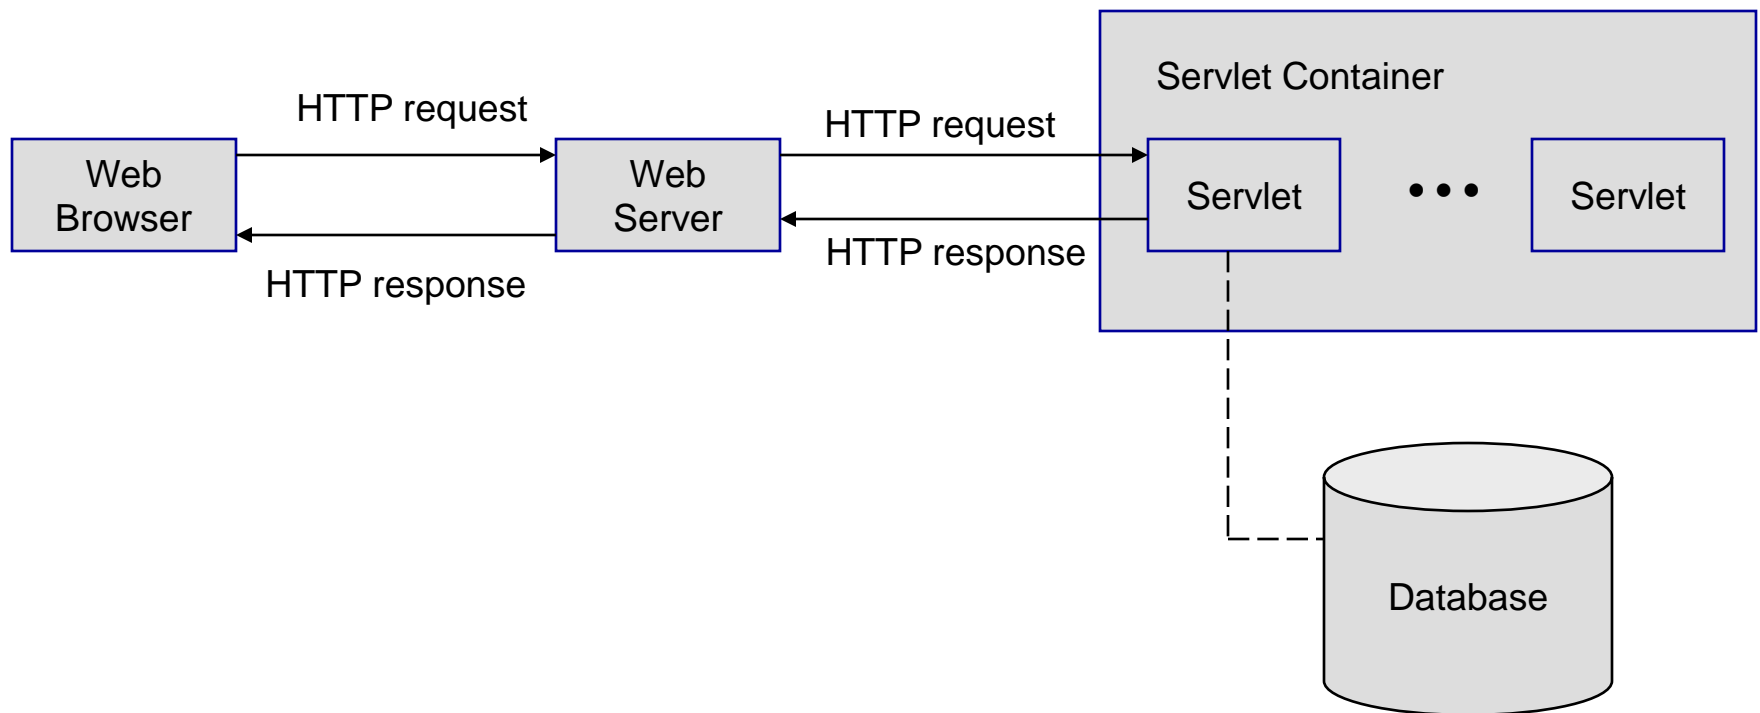 Servlet Container
HTTP request
HTTP request
Web
Browser
Web
Server
Servlet
Servlet
HTTP response
HTTP response
Database